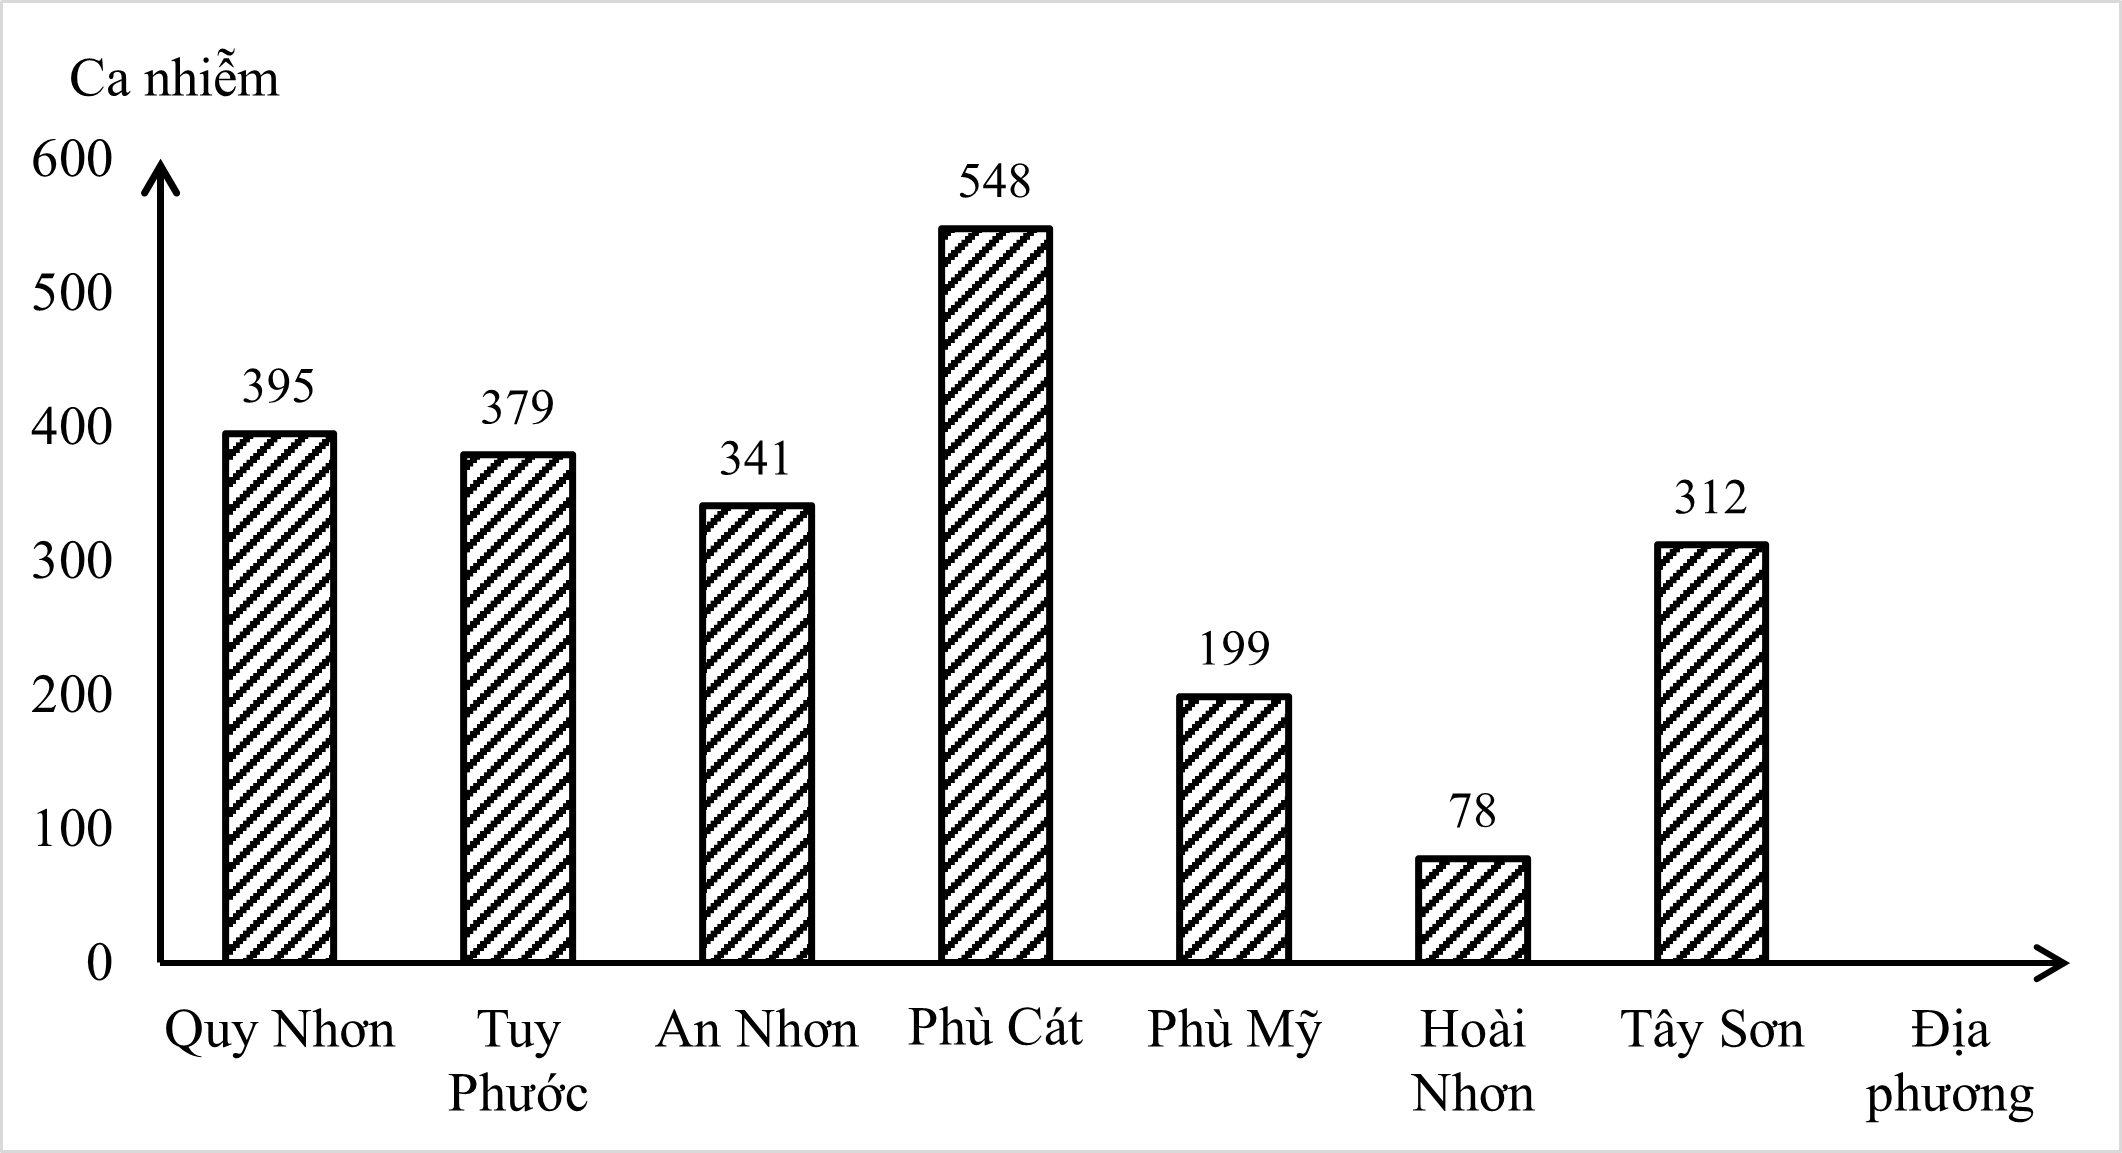 Ca nhiễm
600
500
400
300
200
100
0
395
379
341
548
199
78
312
Quy Nhơn
Tuy
Phước
An Nhơn
Phù Cát
Phù Mỹ
Hoài
Nhơn
Tây Sơn
Địa
phương